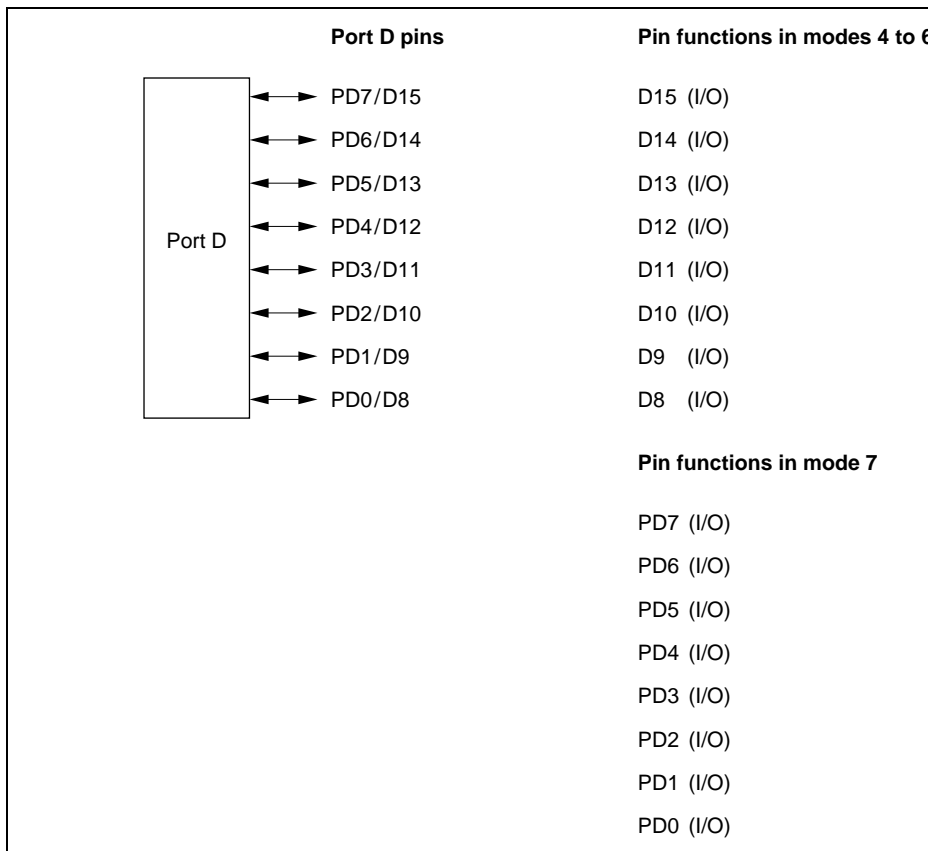 Port D pins Pin functions in modes 4 to 6
PD7/D15 D15 (I/O)
PD6/D14 D14 (I/O)
PD5/D13 D13 (I/O)
PD4/D12 D12 (I/O)
Port D
PD3/D11 D11 (I/O)
PD2/D10 D10 (I/O)
PD1/D9 D9 (I/O)
PD0/D8 D8 (I/O)
Pin functions in mode 7
PD7 (I/O)
PD6 (I/O)
PD5 (I/O)
PD4 (I/O)
PD3 (I/O)
PD2 (I/O)
PD1 (I/O)
PD0 (I/O)